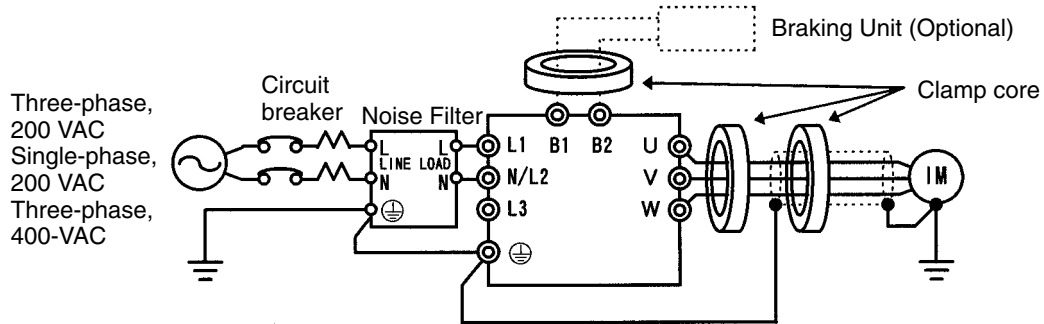 Braking Unit (Optional)
Clamp core
Circuit
breaker
Three-phase,
200 VAC
Single-phase,
200 VAC
Three-phase,
400-VAC
Noise Filter
L L
LINE LOAD
N N
L1 B1 B2 U
N/L2 V
L3 W
IM